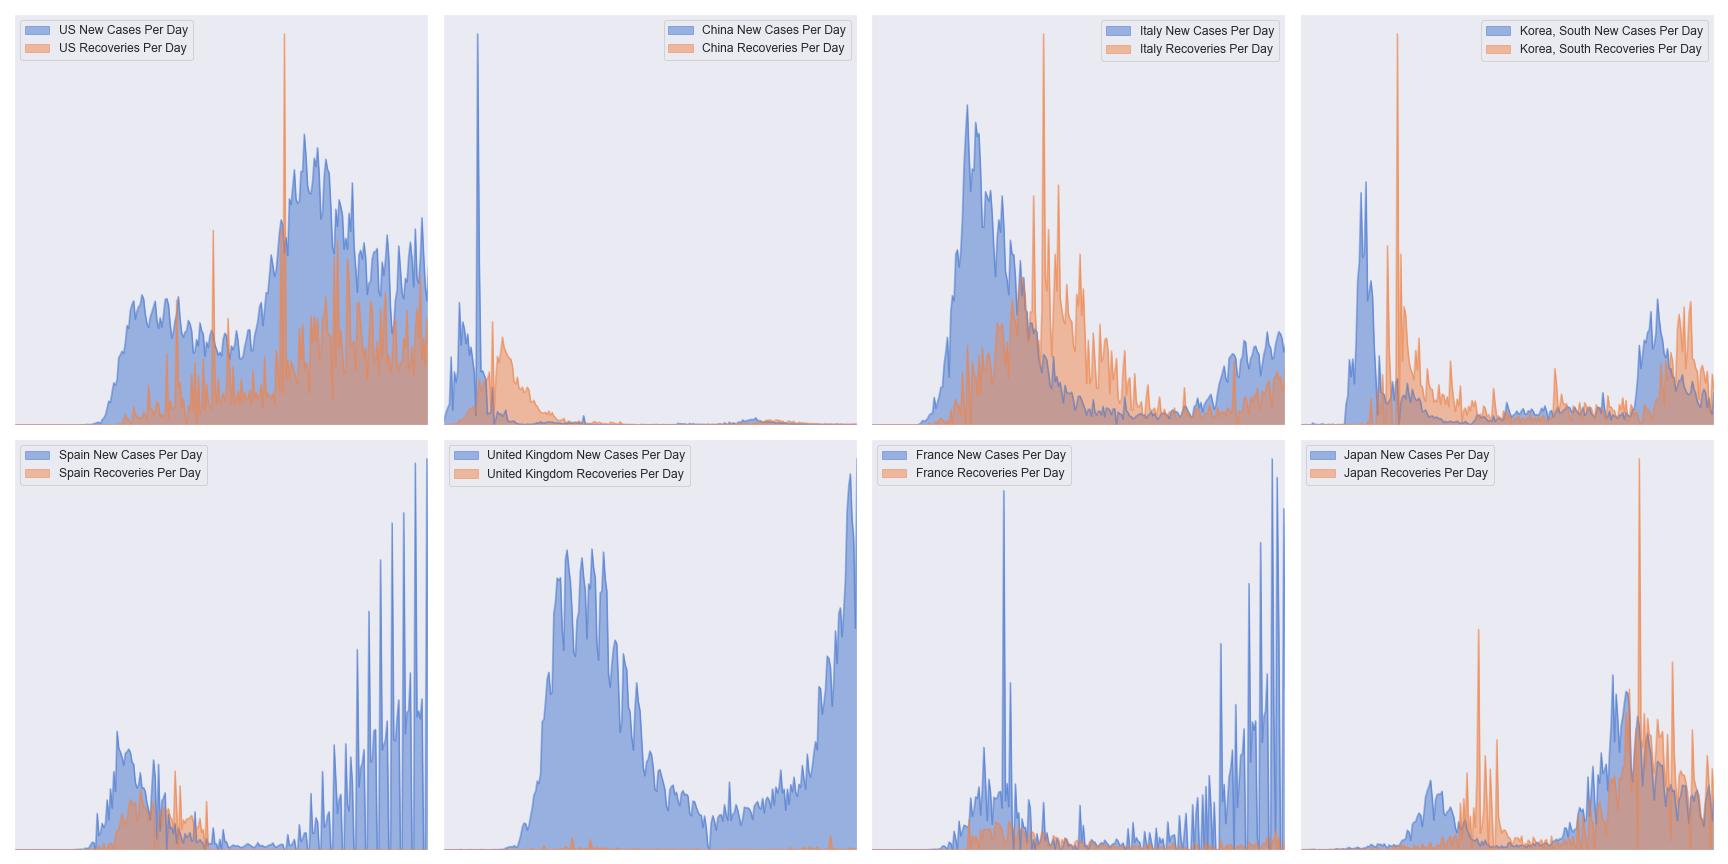 US New Cases Per Day
US Recoveries Per Day
China New Cases Per Day
China Recoveries Per Day
Italy New Cases Per Day
Italy Recoveries Per Day
Korea, South New Cases Per Day
Korea, South Recoveries Per Day
Spain New Cases Per Day
Spain Recoveries Per Day
United Kingdom New Cases Per Day
United Kingdom Recoveries Per Day
France New Cases Per Day
France Recoveries Per Day
Japan New Cases Per Day
Japan Recoveries Per Day